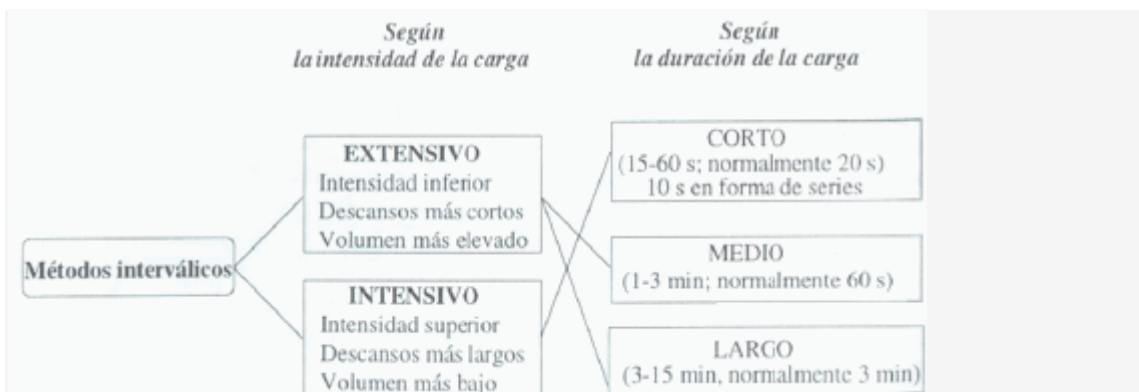 Según
la intensidad de la carga
Según
la duración de la carga
Métodos interválicos
EXTENSIVO
Intensidad inferior
Descansos más cortos
Volumen más elevado
INTENSIVO
Intensidad superior
Descansos más largos
Volumen más bajo
CORTO
(15-60 s; normalmente 20 s)
10 s en forma de series
MEDIO
(1-3 min; normalmente 60 s)
LARGO
(3-15 min, normalmente 3 min)